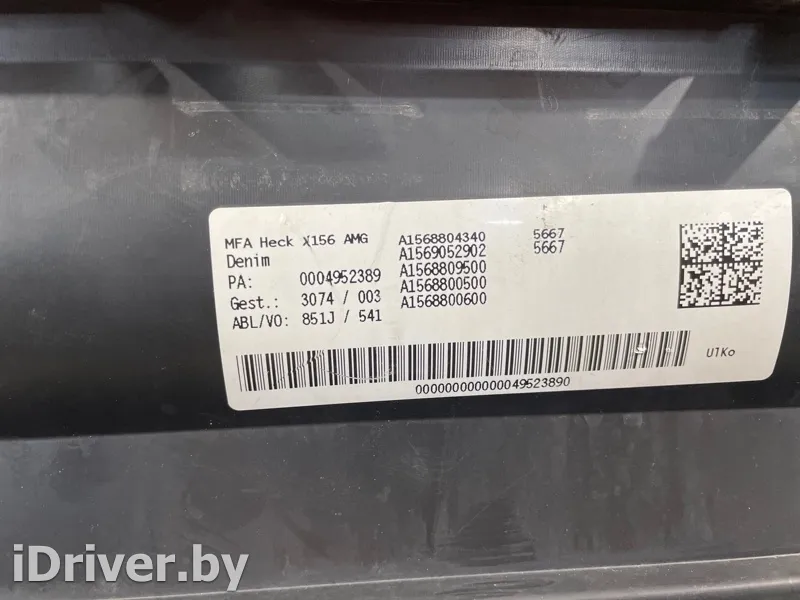 MFA Heck X156 AMG A1568804340 5667
Denim A1569052902 5667
PA: 0004952389 A1568809500
Gest.: 3074 / 003 A1568800500
ABL/VO: 851J / 541 A1568800600
00000000000049523890
U1Ko
iDriver.by